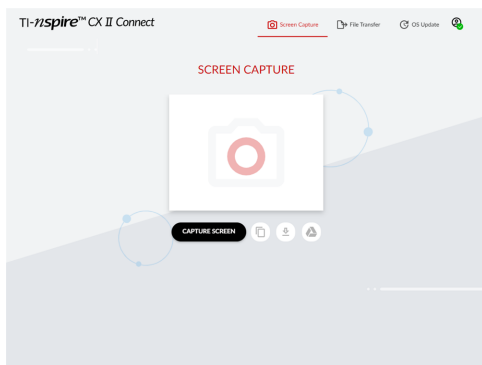 TI-nspire™ CX II Connect
Screen Capture
File Transfer
OS Update
SCREEN CAPTURE
CAPTURE SCREEN